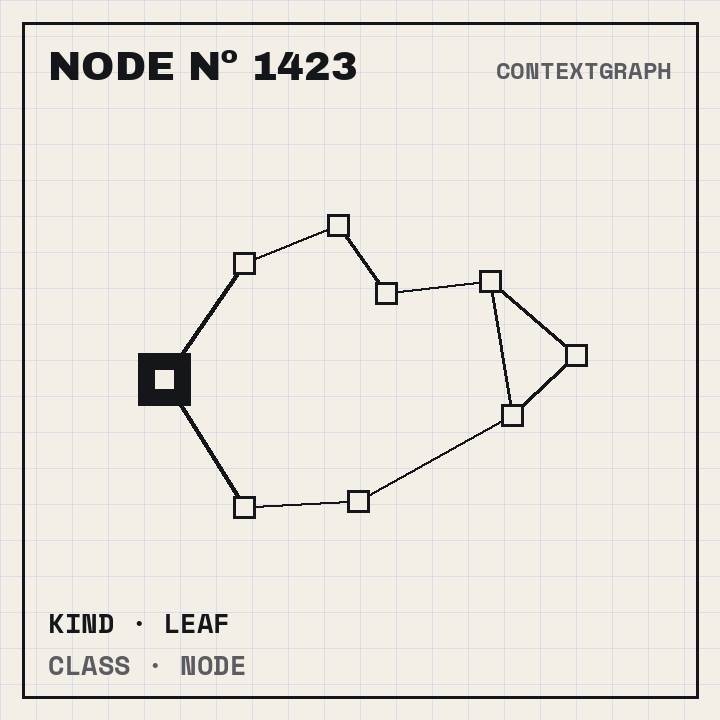 NODE Nº 1423
CONTEXTGRAPH
KIND · LEAF
CLASS · NODE